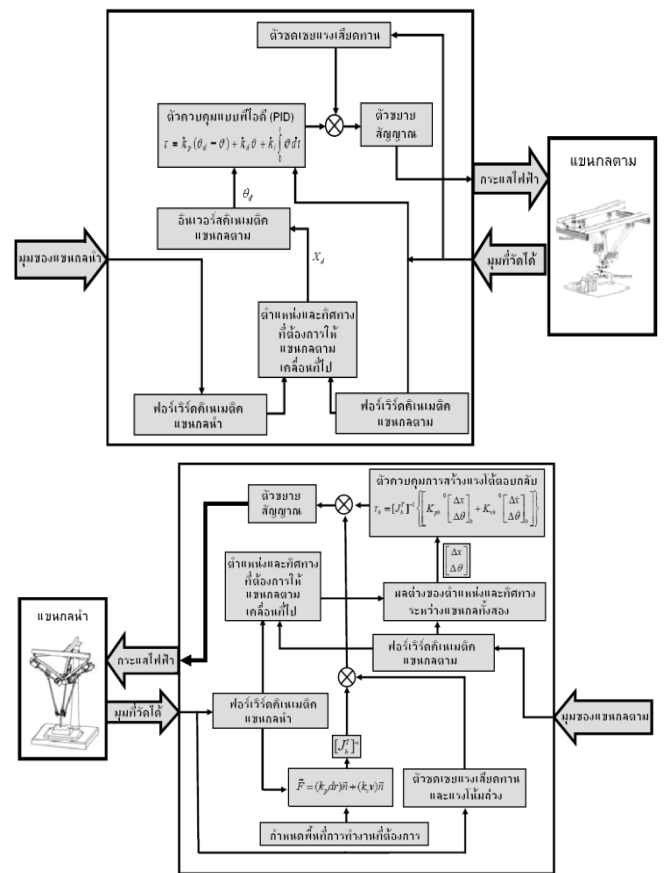 ตัวชดเชยแรงเสียดทาน
ตัวควบคุมแบบพีไอดี (PID)
ตัวขยาย
สัญญาณ
กระแสไฟฟ้า
แขนกลตาม
θ_d
อินเวอร์สคิเนเมติค
แขนกลตาม
มุมของแขนกลนำ
X_d
มุมที่วัดได้
ตำแหน่งและทิศทาง
ที่ต้องการให้
แขนกลตาม
เคลื่อนที่ไป
ฟอร์เวิร์ดคิเนเมติค
แขนกลนำ
ฟอร์เวิร์ดคิเนเมติค
แขนกลตาม
ตัวควบคุมการสร้างแรงโต้ตอบกลับ
ตัวขยาย
สัญญาณ
[Δx
Δθ]
ตำแหน่งและทิศทาง
ที่ต้องการให้
แขนกลตาม
เคลื่อนที่ไป
ผลต่างของตำแหน่งและทิศทาง
ระหว่างแขนกลทั้งสอง
แขนกลนำ
กระแสไฟฟ้า
ฟอร์เวิร์ดคิเนเมติค
แขนกลตาม
มุมที่วัดได้
ฟอร์เวิร์ดคิเนเมติค
แขนกลนำ
มุมของแขนกลตาม
[J_h^T]^-1
F = (k_p dr)n + (k_v v)n
ตัวชดเชยแรงเสียดทาน
และแรงโน้มถ่วง
กำหนดพื้นที่การทำงานที่ต้องการ